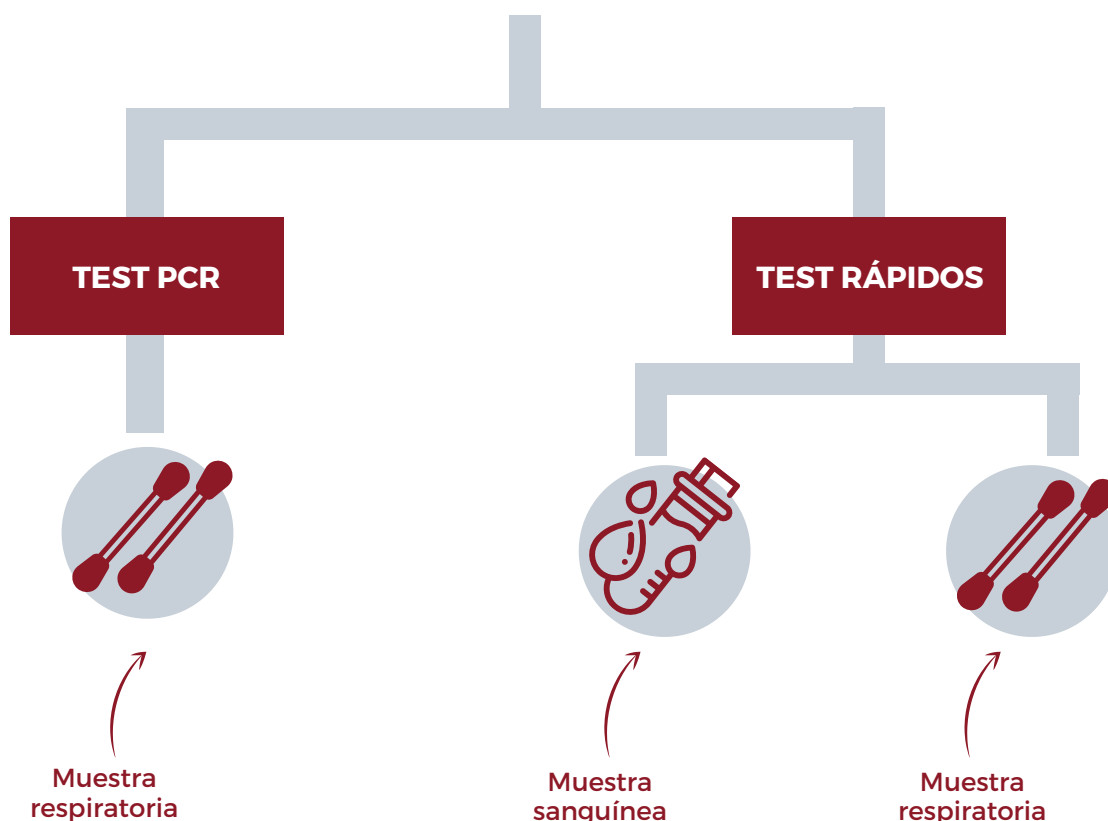 TEST PCR
TEST RÁPIDOS
Muestra
respiratoria
Muestra
sanguínea
Muestra
respiratoria